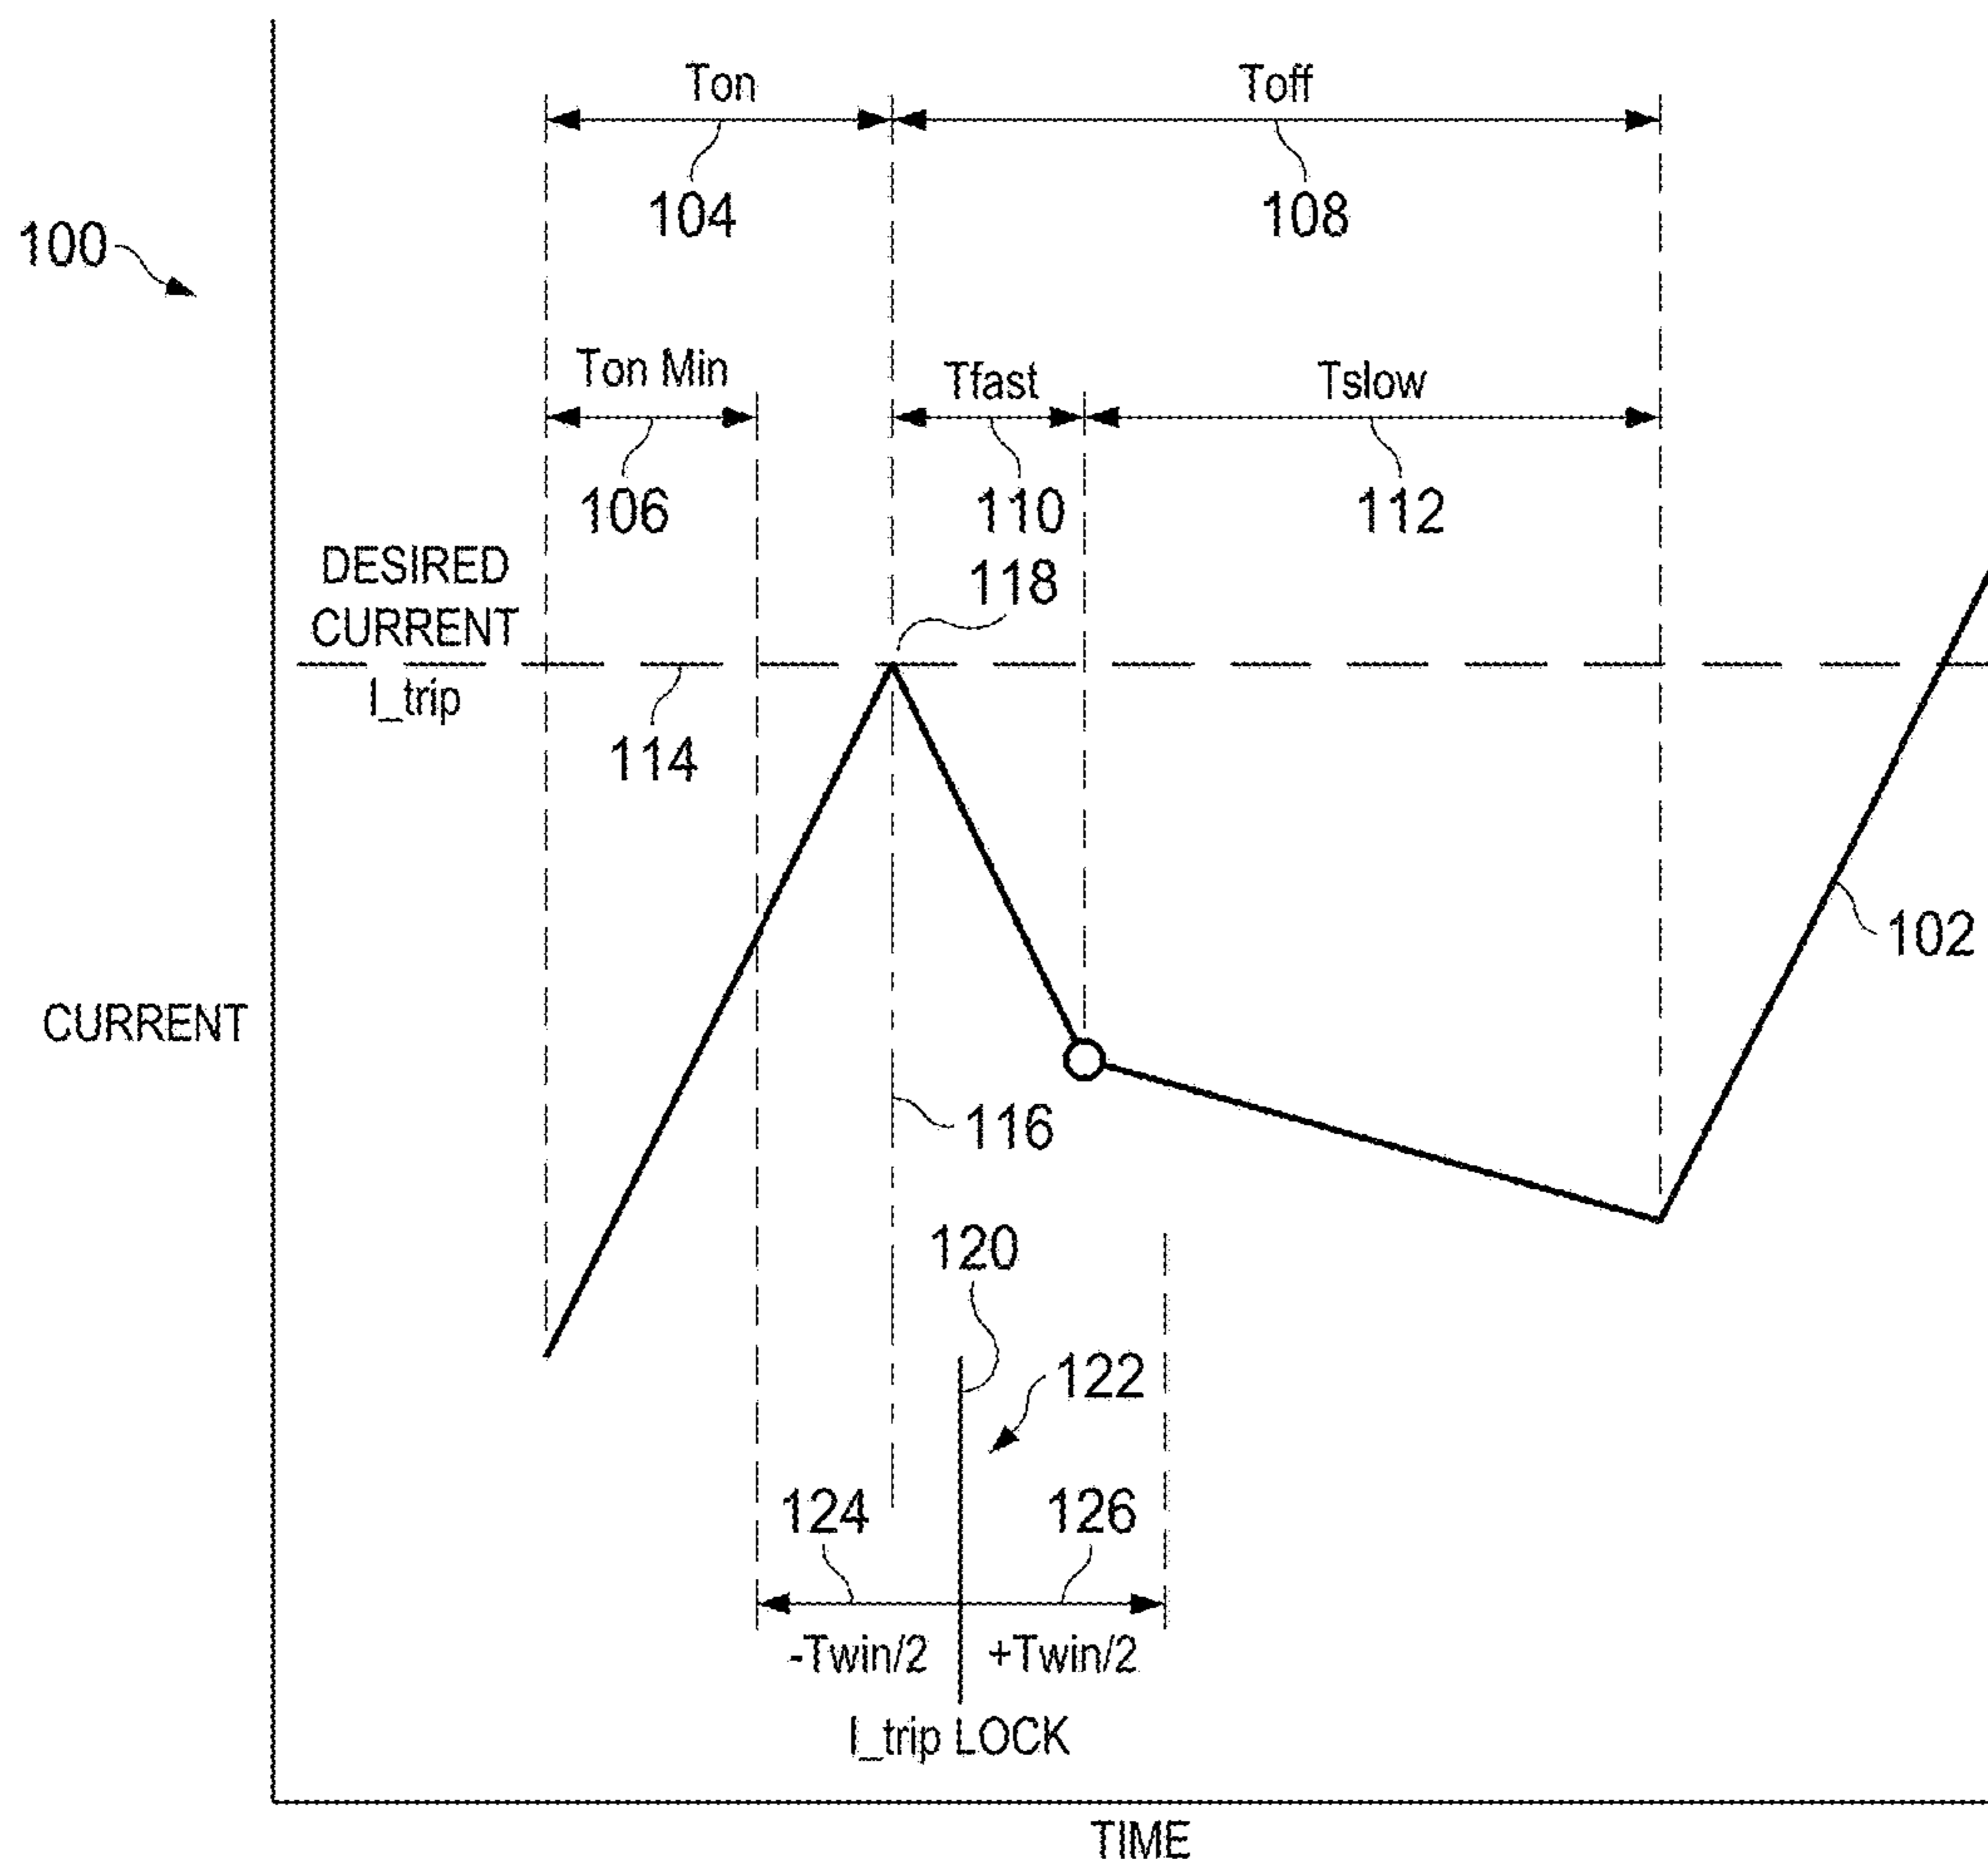 Ton
Toff
104
108
100
Ton Min
Tfast
Tslow
106
110
112
DESIRED
CURRENT
118
I_trip
114
102
CURRENT
116
120
122
124
126
-Twin/2
+Twin/2
I_trip LOCK
TIME